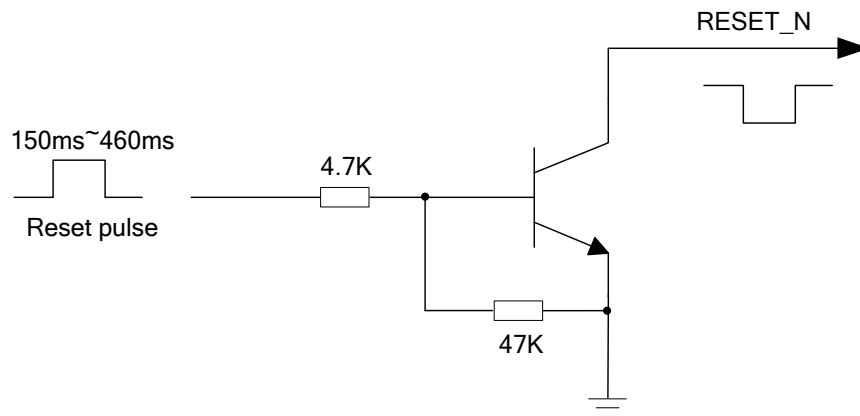 RESET_N
150ms~460ms
4.7K
Reset pulse
47K